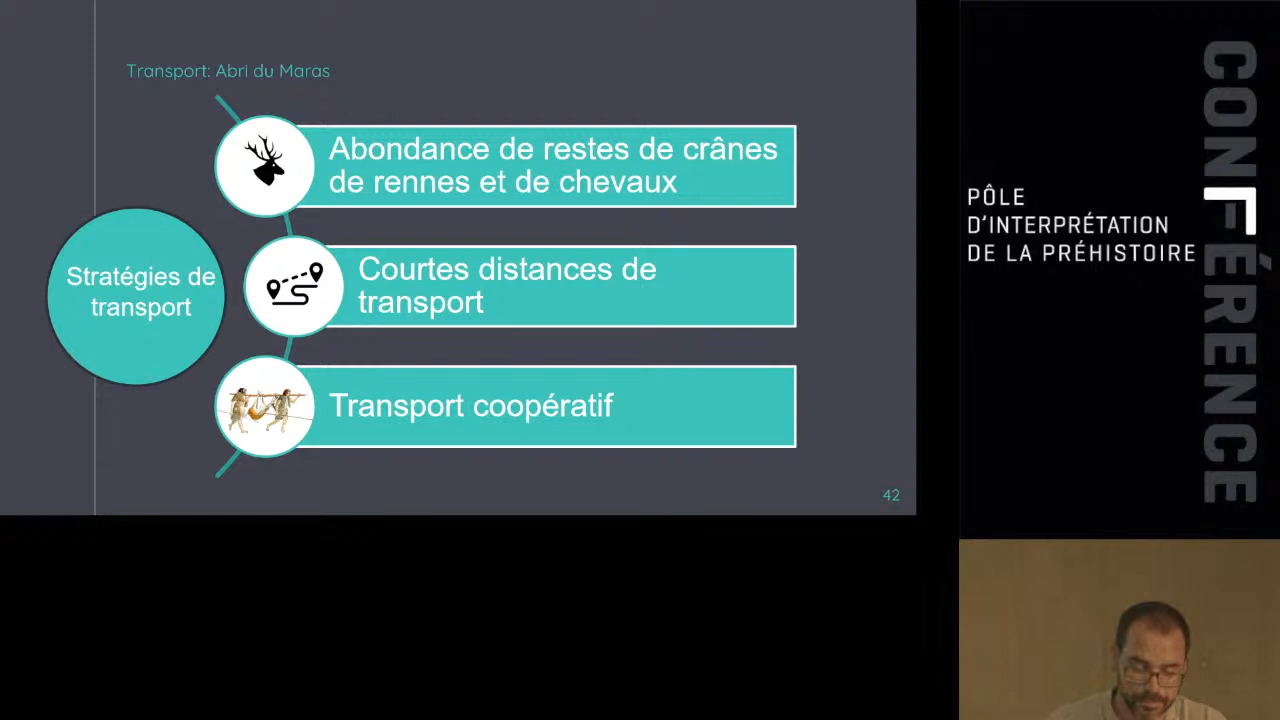 Transport: Abri du Maras
Abondance de restes de crânes
de rennes et de chevaux
Stratégies de
transport
Courtes distances de
transport
Transport coopératif
42
PÔLE
D'INTERPRÉTATION
DE LA PRÉHISTOIRE
CONFÉRENCE